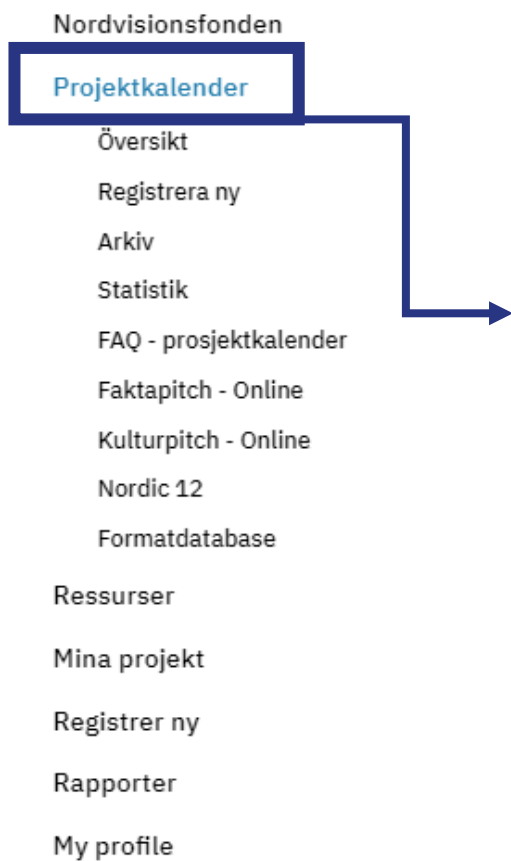 Nordvisionsfonden
Projektkalender
Översikt
Registrera ny
Arkiv
Statistik
FAQ - prosjektkalender
Faktapitch - Online
Kulturpitch - Online
Nordic 12
Formatdatabase
Ressurser
Mina projekt
Registrer ny
Rapporter
My profile